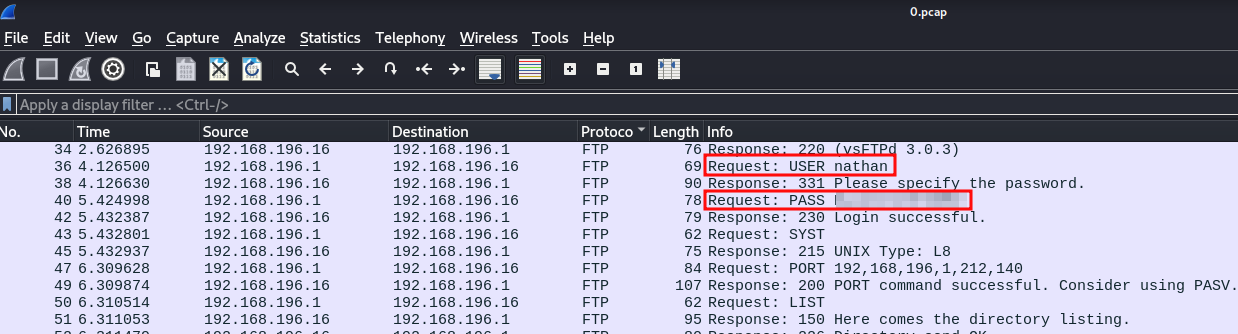 0.pcap
File Edit View Go Capture Analyze Statistics Telephony Wireless Tools Help
Apply a display filter ... <Ctrl-/>
No. Time Source Destination Protoco Length Info
34 2.626895 192.168.196.16 192.168.196.1 FTP 76 Response: 220 (vsFTPd 3.0.3)
36 4.126500 192.168.196.1 192.168.196.16 FTP 69 Request: USER nathan
38 4.126630 192.168.196.16 192.168.196.1 FTP 90 Response: 331 Please specify the password.
40 5.424998 192.168.196.1 192.168.196.16 FTP 78 Request: PASS
42 5.432387 192.168.196.16 192.168.196.1 FTP 79 Response: 230 Login successful.
43 5.432801 192.168.196.1 192.168.196.16 FTP 62 Request: SYST
45 5.432937 192.168.196.16 192.168.196.1 FTP 75 Response: 215 UNIX Type: L8
47 6.309628 192.168.196.1 192.168.196.16 FTP 84 Request: PORT 192,168,196,1,212,140
49 6.309874 192.168.196.16 192.168.196.1 FTP 107 Response: 200 PORT command successful. Consider using PASV.
50 6.310514 192.168.196.1 192.168.196.16 FTP 62 Request: LIST
51 6.311053 192.168.196.16 192.168.196.1 FTP 95 Response: 150 Here comes the directory listing.